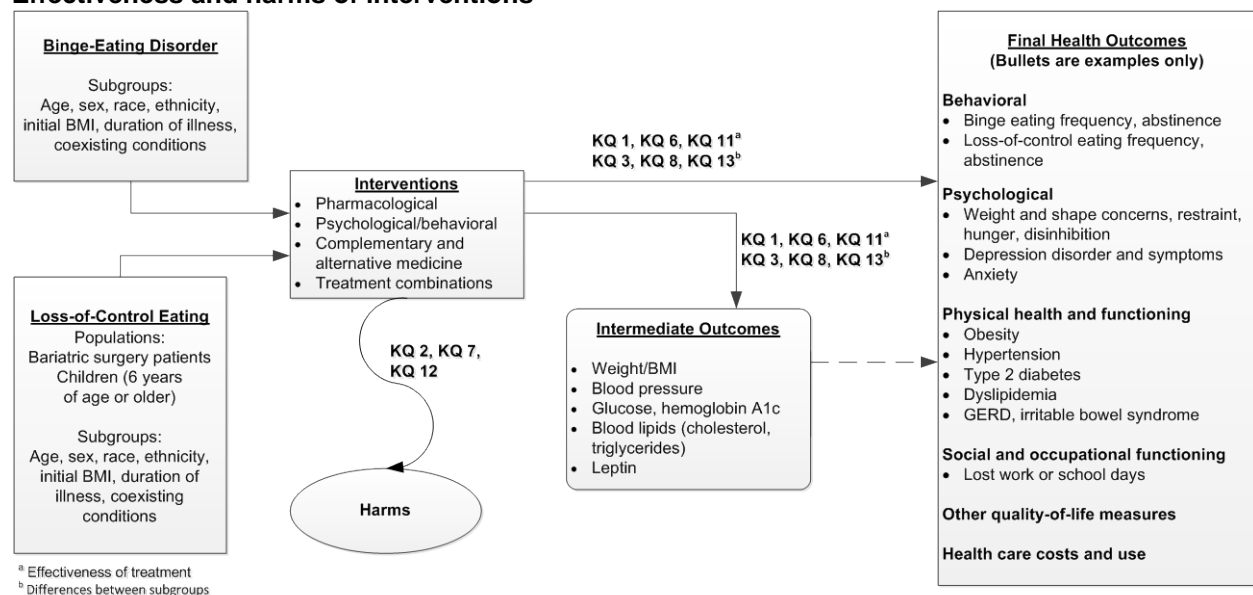 Effectiveness and harms of interventions
Binge-Eating Disorder
Subgroups:
Age, sex, race, ethnicity,
initial BMI, duration of illness,
coexisting conditions
Loss-of-Control Eating
Populations:
Bariatric surgery patients
Children (6 years
of age or older)
Subgroups:
Age, sex, race, ethnicity,
initial BMI, duration of
illness, coexisting
conditions
Interventions
• Pharmacological
• Psychological/behavioral
• Complementary and
alternative medicine
• Treatment combinations
KQ 2, KQ 7,
KQ 12
Harms
KQ 1, KQ 6, KQ 11ᵃ
KQ 3, KQ 8, KQ 13ᵇ
KQ 1, KQ 6, KQ 11ᵃ
KQ 3, KQ 8, KQ 13ᵇ
Intermediate Outcomes
• Weight/BMI
• Blood pressure
• Glucose, hemoglobin A1c
• Blood lipids (cholesterol,
triglycerides)
• Leptin
Final Health Outcomes
(Bullets are examples only)
Behavioral
• Binge eating frequency, abstinence
• Loss-of-control eating frequency,
abstinence
Psychological
• Weight and shape concerns, restraint,
hunger, disinhibition
• Depression disorder and symptoms
• Anxiety
Physical health and functioning
• Obesity
• Hypertension
• Type 2 diabetes
• Dyslipidemia
• GERD, irritable bowel syndrome
Social and occupational functioning
• Lost work or school days
Other quality-of-life measures
Health care costs and use
ᵃ Effectiveness of treatment
ᵇ Differences between subgroups